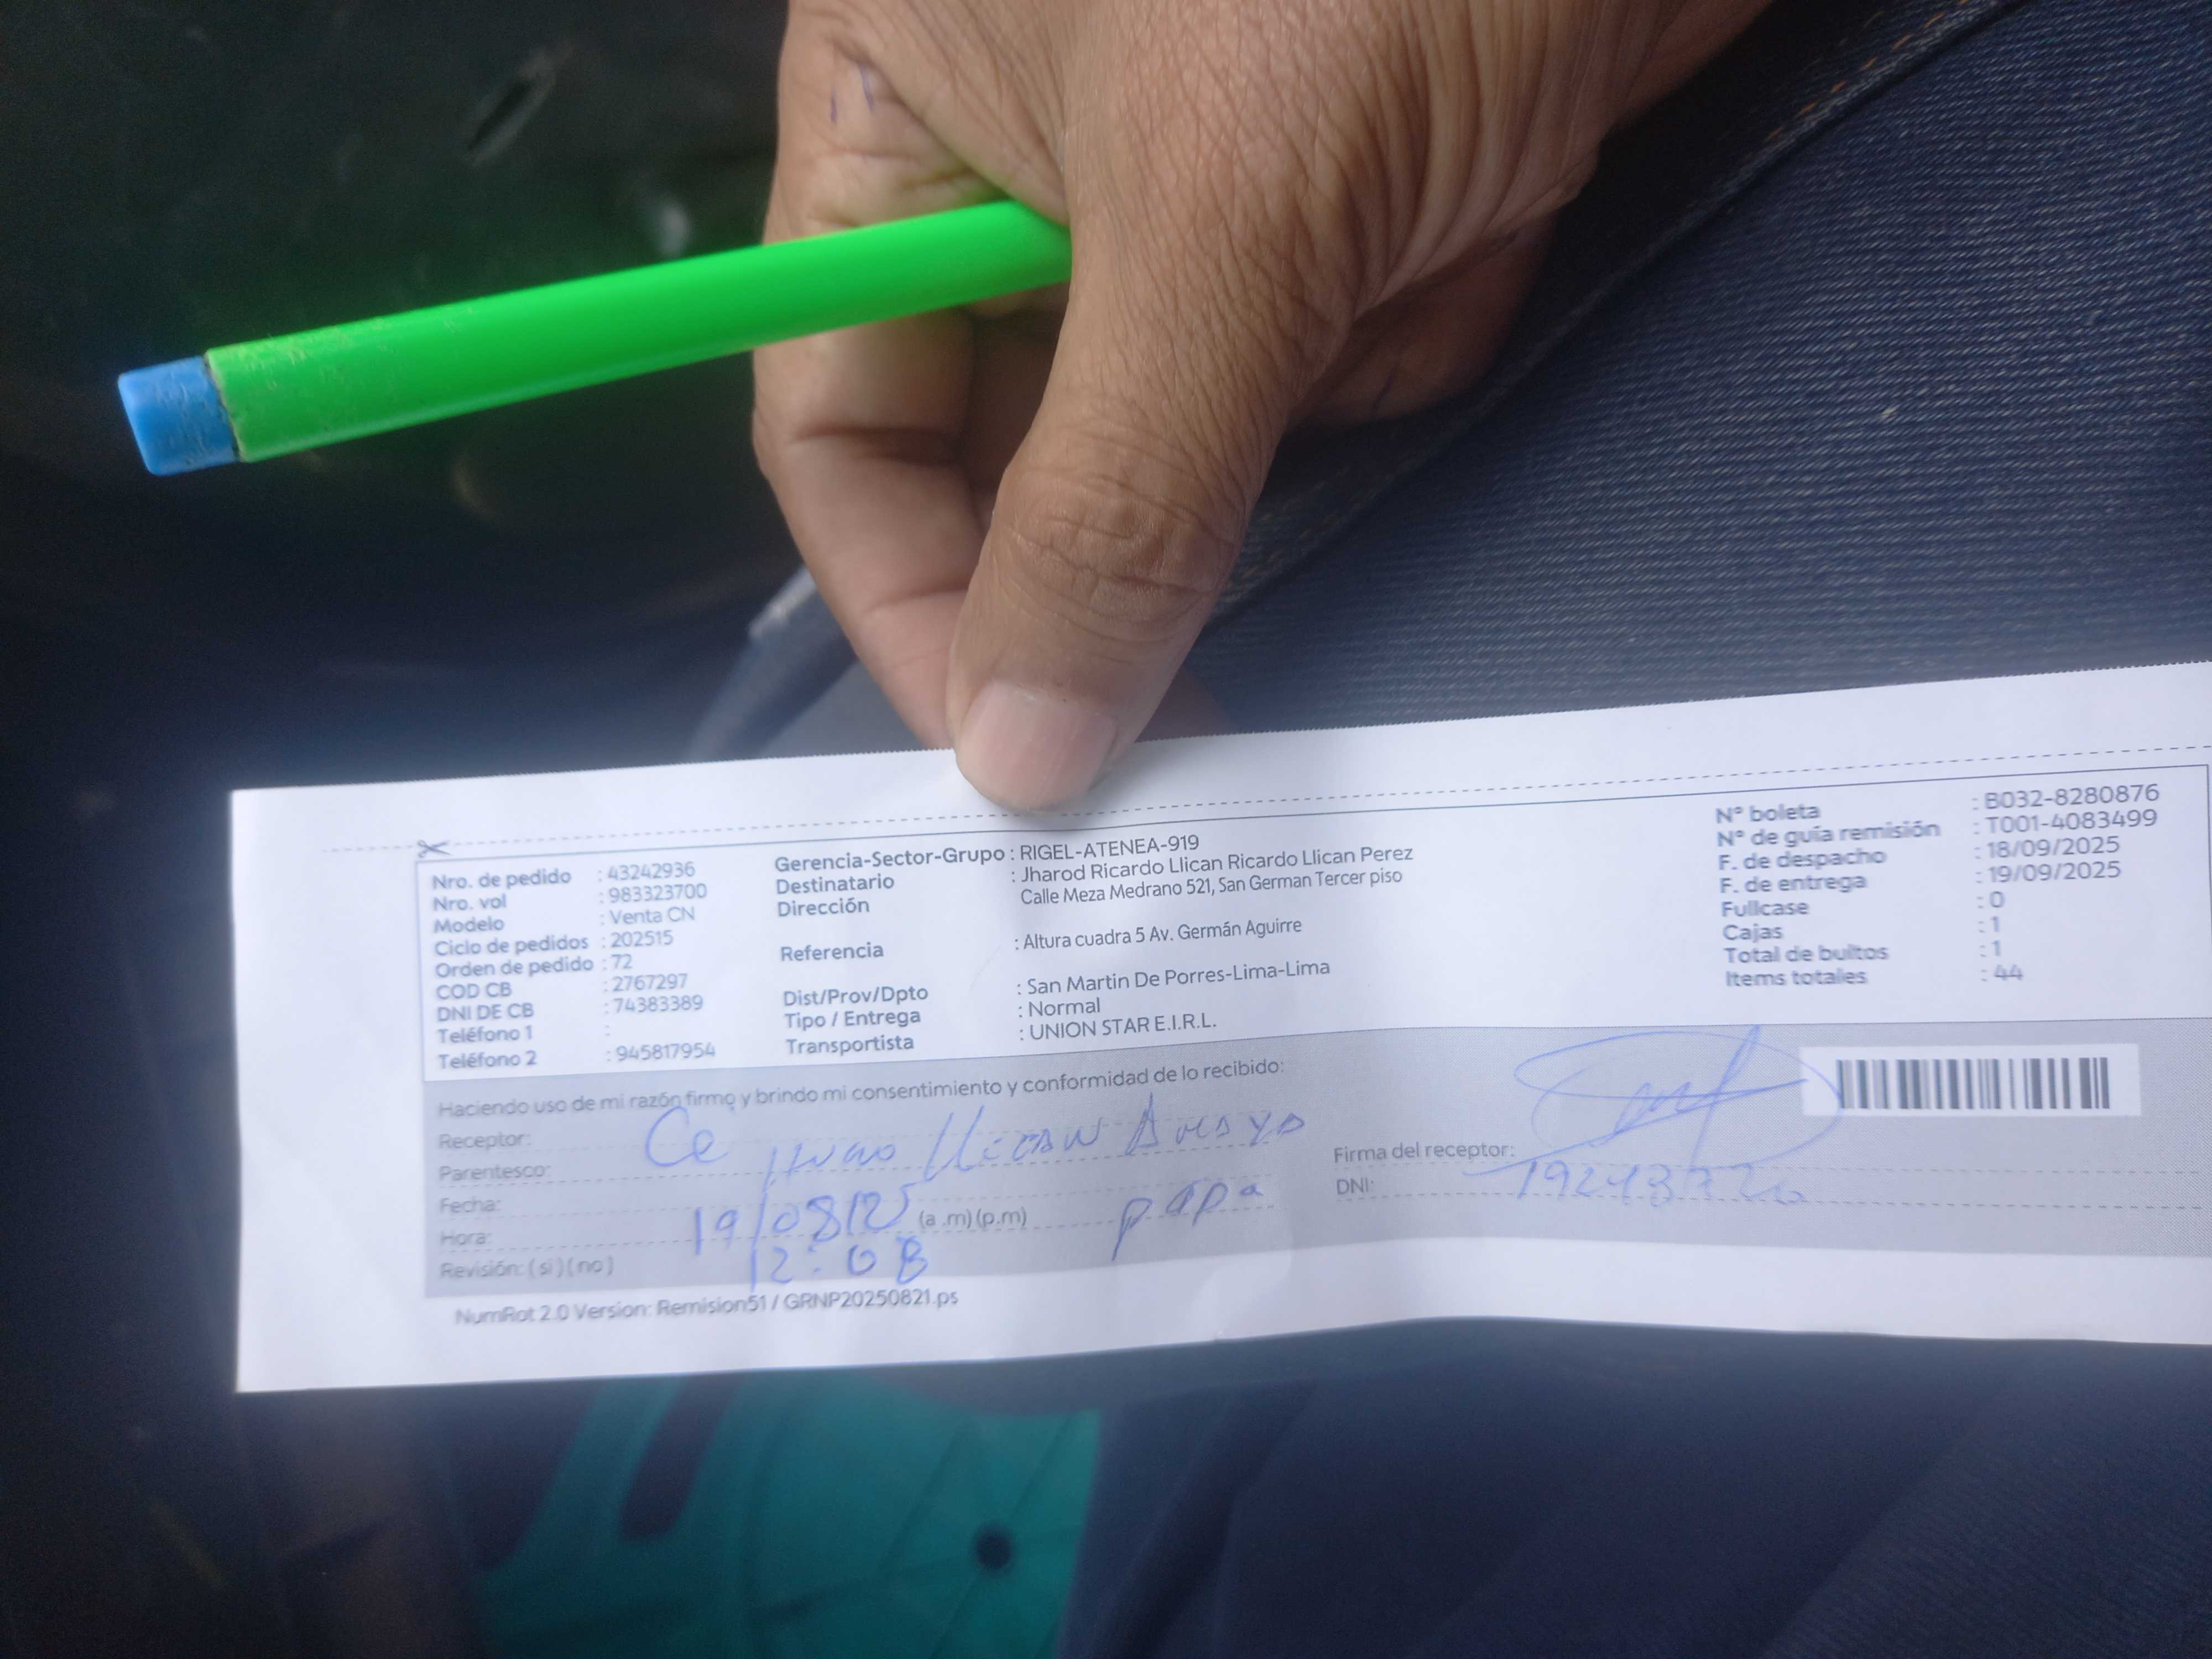 Nro. de pedido : 43242936
Nro. vol : 983323700
Modelo : Venta CN
Ciclo de pedidos : 202515
Orden de pedido : 72
COD CB : 2767297
DNI DE CB : 74383389
Teléfono 1 :
Teléfono 2 : 945817954
Gerencia-Sector-Grupo : RIGEL-ATENEA-919
Destinatario : Jharod Ricardo Llican Ricardo Llican Perez
Dirección Calle Meza Medrano 521, San German Tercer piso
Referencia : Altura cuadra 5 Av. Germán Aguirre
Dist/Prov/Dpto : San Martin De Porres-Lima-Lima
Tipo / Entrega : Normal
Transportista : UNION STAR E.I.R.L.
Nº boleta : B032-8280876
Nº de guía remisión : T001-4083499
F. de despacho : 18/09/2025
F. de entrega : 19/09/2025
Fullcase : 0
Cajas : 1
Total de bultos : 1
Items totales : 44
Haciendo uso de mi razón firmo y brindo mi consentimiento y conformidad de lo recibido:
Receptor: Ce Hugo Llican
Parentesco: papa
Fecha: (a .m) (p.m)
Hora: 12:08
Revisión: ( si ) ( no )
Firma del receptor:
DNI:
NumRot 2.0 Version: Remision51 / GRNP20250821.ps